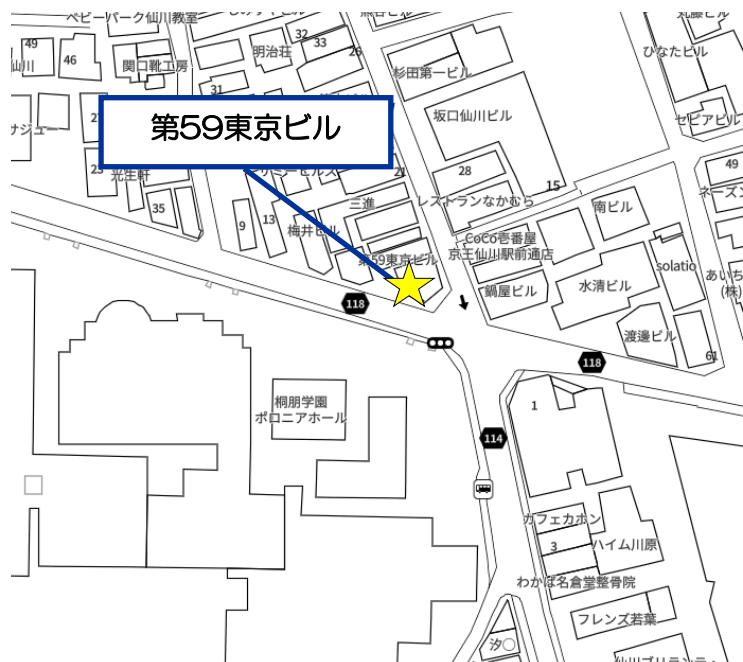 ベビーパーク仙川教室
49
46
仙川
関口靴工房
明治荘
32
33
26
31
杉田第一ビル
坂口仙川ビル
ひなたビル
セピアビル
第59東京ビル
光生軒
35
9
13
梅井ビル
三進
21
28
レストランなかむら
15
49
南ビル
第59東京ビル
CoCo壱番屋
京王仙川駅前通店
鍋屋ビル
水清ビル
solatio
あいち
(株)
渡邊ビル
61
118
118
114
桐朋学園
ポロニアホール
1
カフェカホン
3
ハイム川原
わかば名倉堂整骨院
フレンズ若葉
汐〇